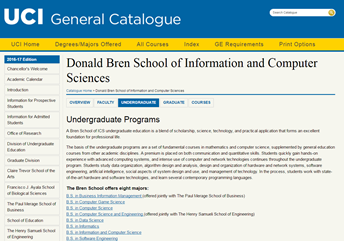 UCI General Catalogue
Search Catalogue
UCI Home Degrees/Majors Offered All Courses Index GE Requirements Print Options
2016-17 Edition
Chancellor's Welcome
Academic Calendar
Introduction
Information for Prospective
Students
Information for Admitted
Students
Office of Research
Division of Undergraduate
Education
Graduate Division
Claire Trevor School of the
Arts
Francisco J. Ayala School
of Biological Sciences
The Paul Merage School of
Business
School of Education
The Henry Samueli School
of Engineering
Donald Bren School of Information and Computer
Sciences
Catalogue Home › Donald Bren School of Information and Computer Sciences
OVERVIEW FACULTY UNDERGRADUATE GRADUATE COURSES
Undergraduate Programs
A Bren School of ICS undergraduate education is a blend of scholarship, science, technology, and practical application that forms an excellent
foundation for professional life.
The basis of the undergraduate programs are a set of fundamental courses in mathematics and computer science, supplemented by general education
courses from other academic disciplines. A premium is placed on both communication and quantitative skills. Students quickly gain hands-on
experience with advanced computing systems, and intense use of computer and network technologies continues throughout the undergraduate
program. Students study data organization, algorithm design and analysis, design and organization of hardware and network systems, software
engineering, artificial intelligence, social aspects of system design and use, and management of technology. In the process, students work with state-
of-the-art hardware and software technologies, and learn several contemporary programming languages.
The Bren School offers eight majors:
B.S. in Business Information Management (offered jointly with The Paul Merage School of Business)
B.S. in Computer Game Science
B.S. in Computer Science
B.S. in Computer Science and Engineering (offered jointly with The Henry Samueli School of Engineering)
B.S. in Data Science
B.S. in Informatics
B.S. in Information and Computer Science
B.S. in Software Engineering